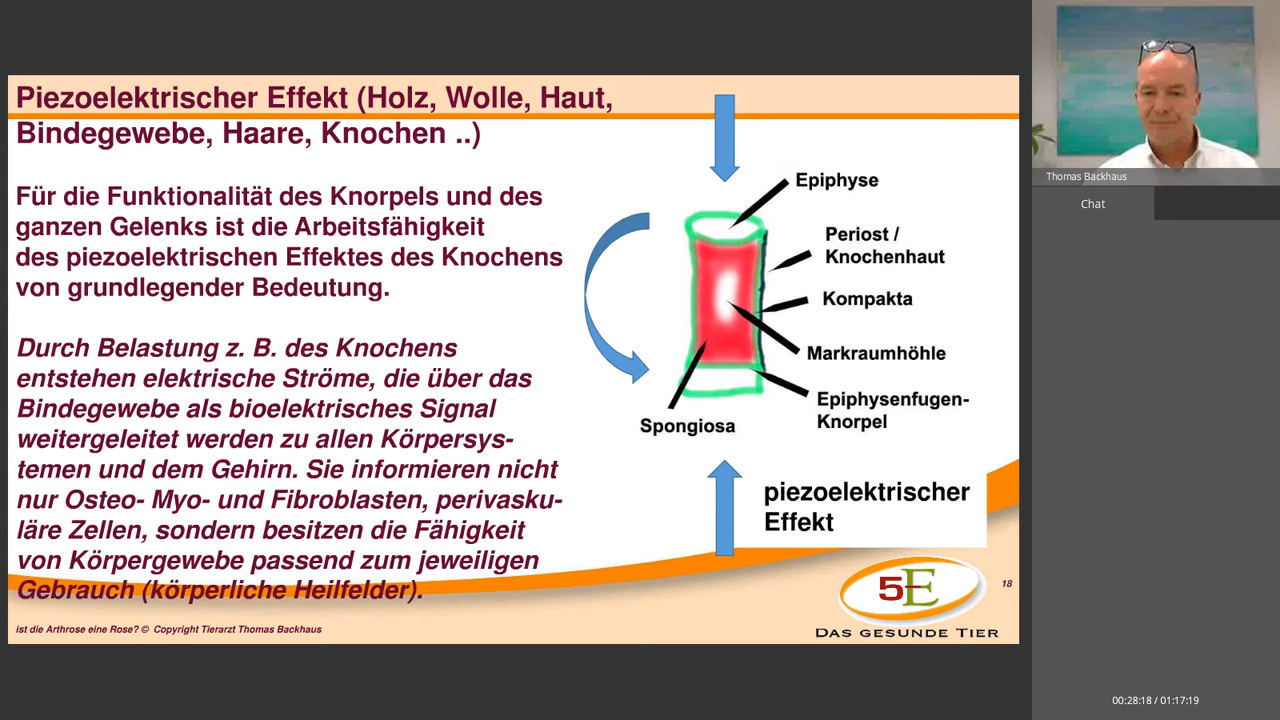 Piezoelektrischer Effekt (Holz, Wolle, Haut,
Bindegewebe, Haare, Knochen ..)
Für die Funktionalität des Knorpels und des
ganzen Gelenks ist die Arbeitsfähigkeit
des piezoelektrischen Effektes des Knochens
von grundlegender Bedeutung.
Durch Belastung z. B. des Knochens
entstehen elektrische Ströme, die über das
Bindegewebe als bioelektrisches Signal
weitergeleitet werden zu allen Körpersys-
temen und dem Gehirn. Sie informieren nicht
nur Osteo- Myo- und Fibroblasten, perivasku-
läre Zellen, sondern besitzen die Fähigkeit
von Körpergewebe passend zum jeweiligen
Gebrauch (körperliche Heilfelder).
Epiphyse
Periost /
Knochenhaut
Kompakta
Markraumhöhle
Epiphysenfugen-
Knorpel
Spongiosa
piezoelektrischer
Effekt
5E
DAS GESUNDE TIER
18
ist die Arthrose eine Rose? © Copyright Tierarzt Thomas Backhaus
Thomas Backhaus
Chat
00:28:18 / 01:17:19